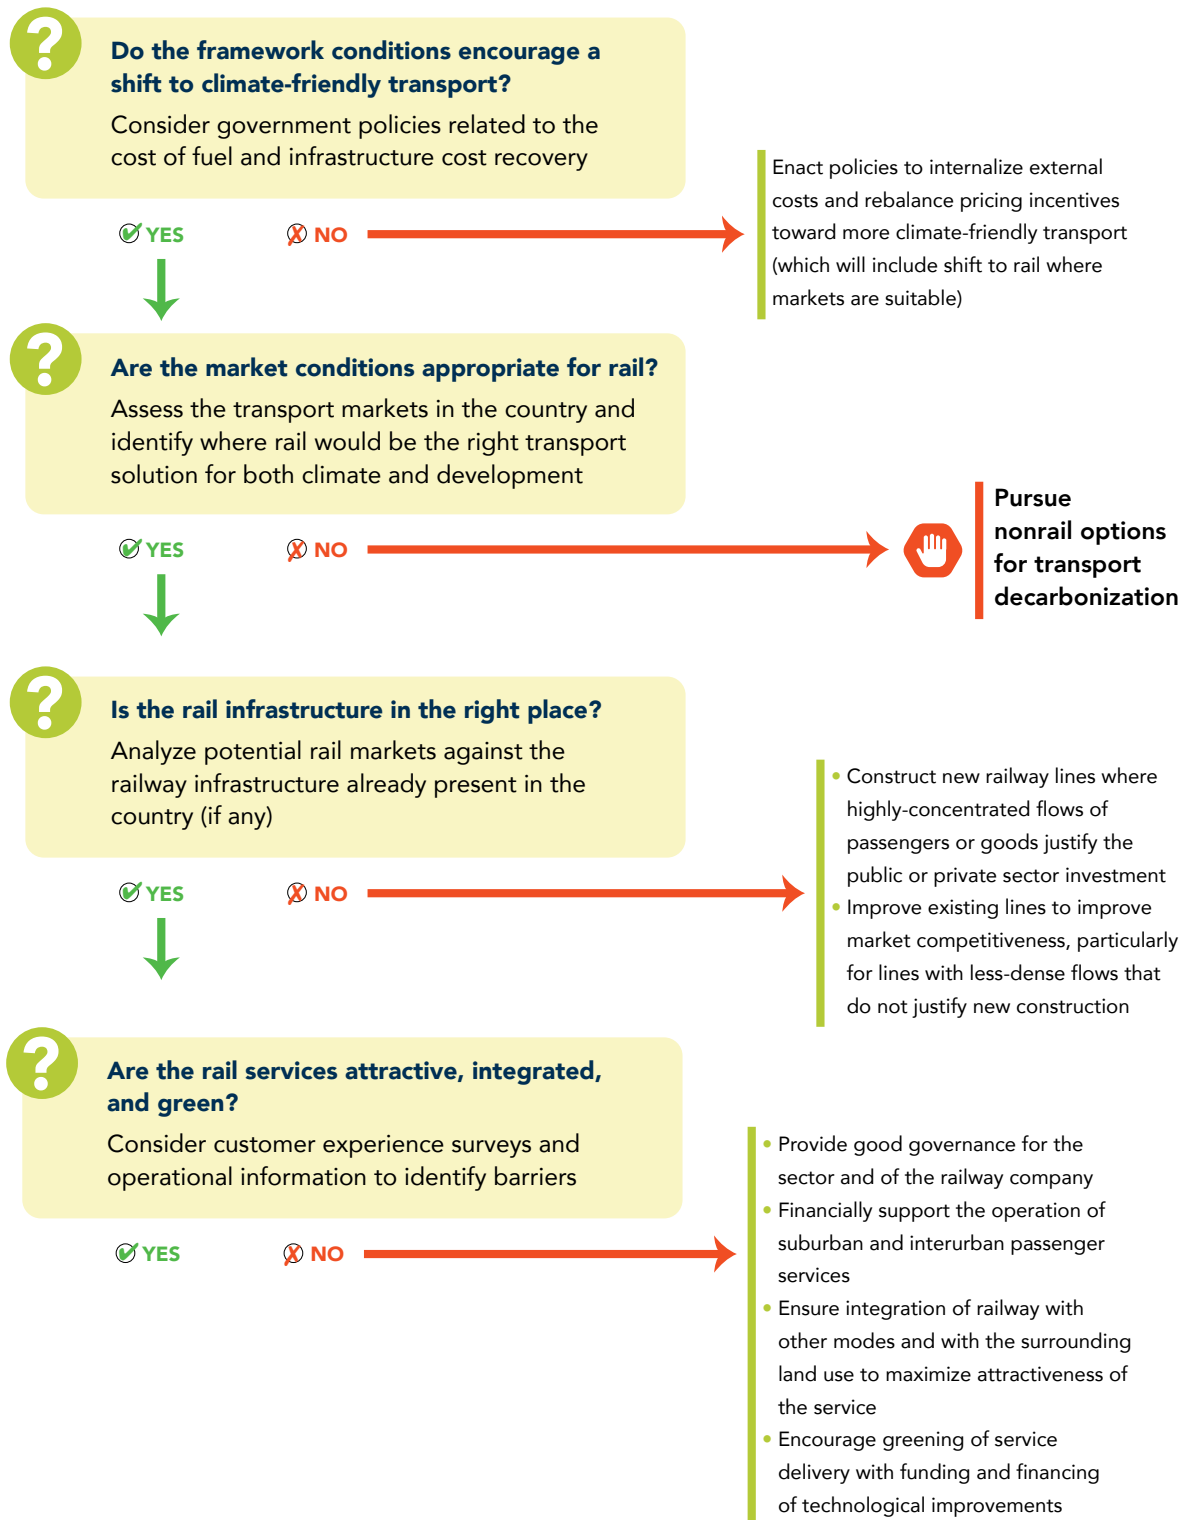 ?
Do the framework conditions encourage a
shift to climate-friendly transport?
Consider government policies related to the
cost of fuel and infrastructure cost recovery
YES
NO
Enact policies to internalize external
costs and rebalance pricing incentives
toward more climate-friendly transport
(which will include shift to rail where
markets are suitable)
?
Are the market conditions appropriate for rail?
Assess the transport markets in the country and
identify where rail would be the right transport
solution for both climate and development
YES
NO
Pursue
nonrail options
for transport
decarbonization
?
Is the rail infrastructure in the right place?
Analyze potential rail markets against the
railway infrastructure already present in the
country (if any)
YES
NO
• Construct new railway lines where
highly-concentrated flows of
passengers or goods justify the
public or private sector investment
• Improve existing lines to improve
market competitiveness, particularly
for lines with less-dense flows that
do not justify new construction
?
Are the rail services attractive, integrated,
and green?
Consider customer experience surveys and
operational information to identify barriers
YES
NO
• Provide good governance for the
sector and of the railway company
• Financially support the operation of
suburban and interurban passenger
services
• Ensure integration of railway with
other modes and with the surrounding
land use to maximize attractiveness of
the service
• Encourage greening of service
delivery with funding and financing
of technological improvements